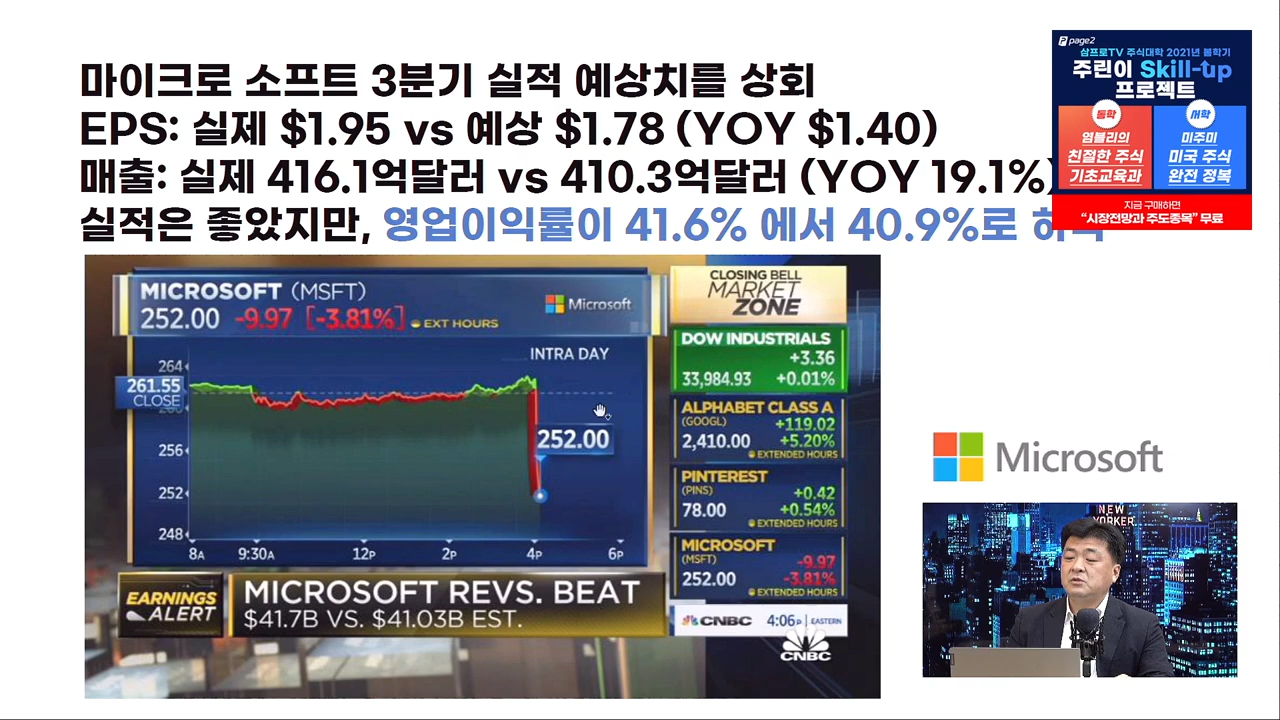 마이크로 소프트 3분기 실적 예상치를 상회
EPS: 실제 $1.95 vs 예상 $1.78 (YOY $1.40)
매출: 실제 416.1억달러 vs 410.3억달러 (YOY 19.1%)
실적은 좋았지만, 영업이익률이 41.6% 에서 40.9%로
page2
삼프로TV 주식대학 2021년 봄학기
주린이 Skill-up
프로젝트
동학
염블리의
친절한 주식
기초교육과
서학
미주미
미국 주식
완전 정복
지금 구매하면
“시장전망과 주도종목” 무료
MICROSOFT (MSFT)
252.00 -9.97 [-3.81%] EXT HOURS
Microsoft
INTRA DAY
264
261.55
CLOSE
260
256
252
248
252.00
8A 9:30A 12P 2P 4P 6P
CLOSING BELL
MARKET
ZONE
DOW INDUSTRIALS
+3.36
33,984.93 +0.01%
ALPHABET CLASS A
(GOOGL) +119.02
2,410.00 +5.20%
EXTENDED HOURS
PINTEREST
(PINS) +0.42
78.00 +0.54%
EXTENDED HOURS
MICROSOFT
(MSFT) -9.97
252.00 -3.81%
EXTENDED HOURS
EARNINGS
ALERT
MICROSOFT REVS. BEAT
$41.7B VS. $41.03B EST.
CNBC 4:06P EASTERN
CNBC
Microsoft
NEW
YORKER